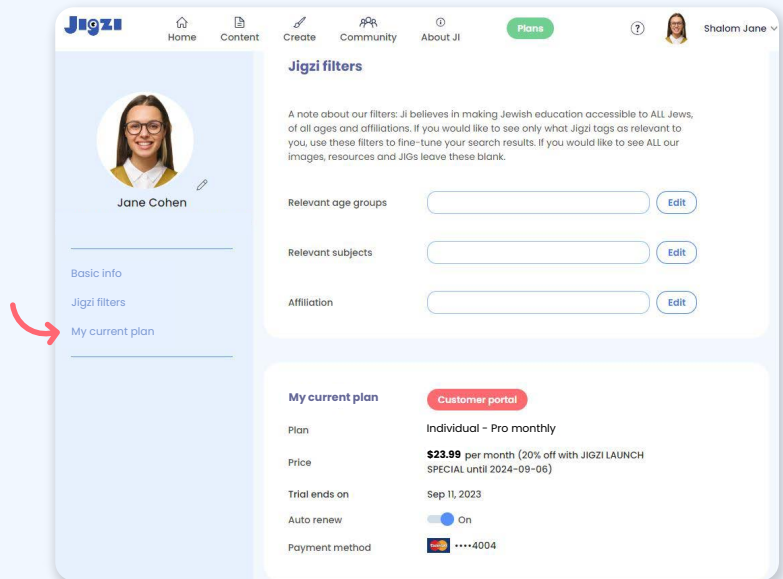 JIGZI
Home
Content
Create
Community
About JI
Plans
?
Shalom Jane
Jigzi filters
A note about our filters: Ji believes in making Jewish education accessible to ALL Jews,
of all ages and affiliations. If you would like to see only what Jigzi tags as relevant to
you, use these filters to fine-tune your search results. If you would like to see ALL our
images, resources and JIGs leave these blank.
Jane Cohen
Relevant age groups
Edit
Relevant subjects
Edit
Affiliation
Edit
Basic info
Jigzi filters
My current plan
My current plan
Customer portal
Plan
Individual - Pro monthly
Price
$23.99 per month (20% off with JIGZI LAUNCH
SPECIAL until 2024-09-06)
Trial ends on
Sep 11, 2023
Auto renew
On
Payment method
••••4004